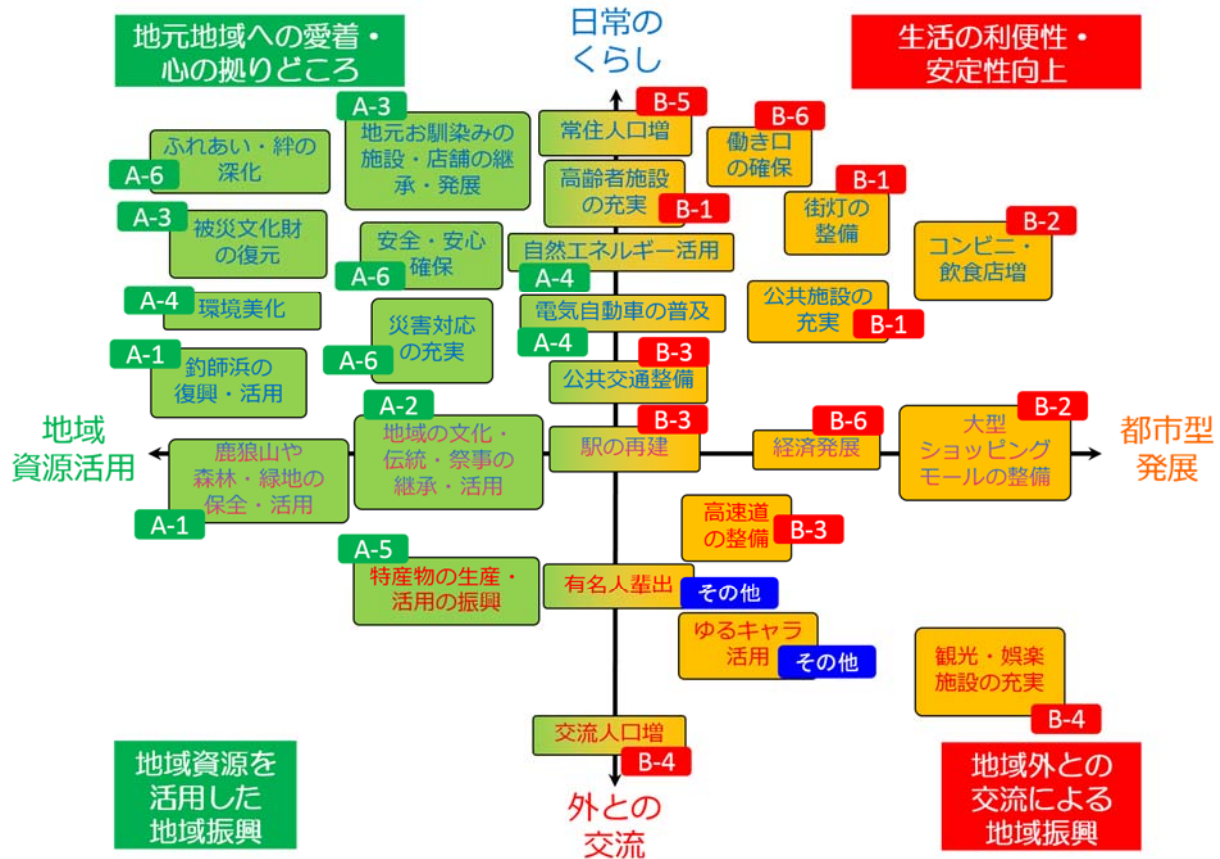 地元地域への愛着・
心の拠りどころ
日常の
くらし
生活の利便性・
安定性向上
A-3
地元お馴染みの
施設・店舗の継
承・発展
B-5
常住人口増
B-6
働き口
の確保
ふれあい・絆の
深化
A-6
高齢者施設
の充実
B-1
B-1
街灯の
整備
A-3
被災文化財
の復元
安全・安心
確保
A-6
自然エネルギー活用
A-4
B-2
コンビニ・
飲食店増
A-4
環境美化
災害対応
の充実
A-6
電気自動車の普及
A-4
公共施設の
充実
B-1
A-1
釣師浜の
復興・活用
B-3
公共交通整備
地域
資源活用
鹿狼山や
森林・緑地の
保全・活用
A-1
A-2
地域の文化・
伝統・祭事の
継承・活用
B-3
駅の再建
B-6
経済発展
B-2
大型
ショッピング
モールの整備
都市型
発展
高速道
の整備
B-3
A-5
特産物の生産・
活用の振興
有名人輩出
その他
ゆるキャラ
活用
その他
観光・娯楽
施設の充実
B-4
交流人口増
B-4
地域資源を
活用した
地域振興
外との
交流
地域外との
交流による
地域振興